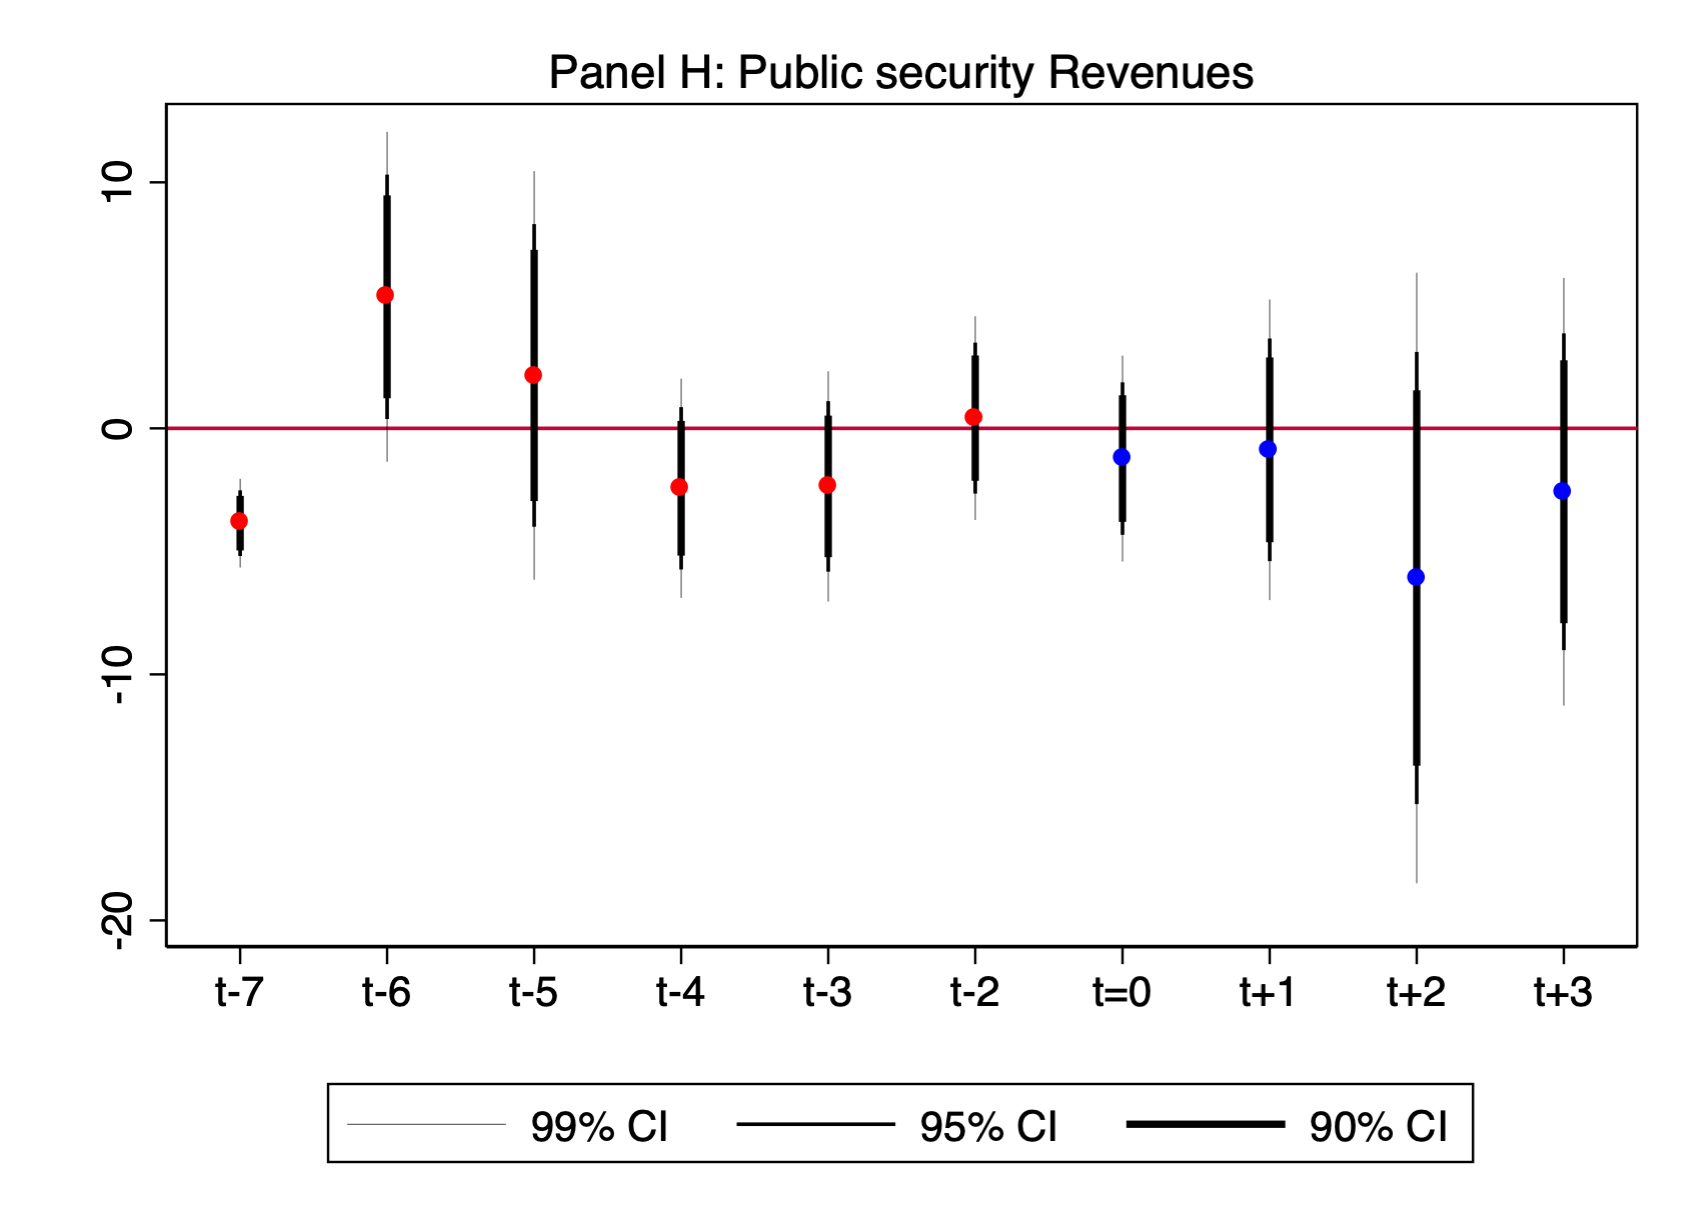 Panel H: Public security Revenues
10
0
-10
-20
t-7 t-6 t-5 t-4 t-3 t-2 t=0 t+1 t+2 t+3
99% CI 95% CI 90% CI